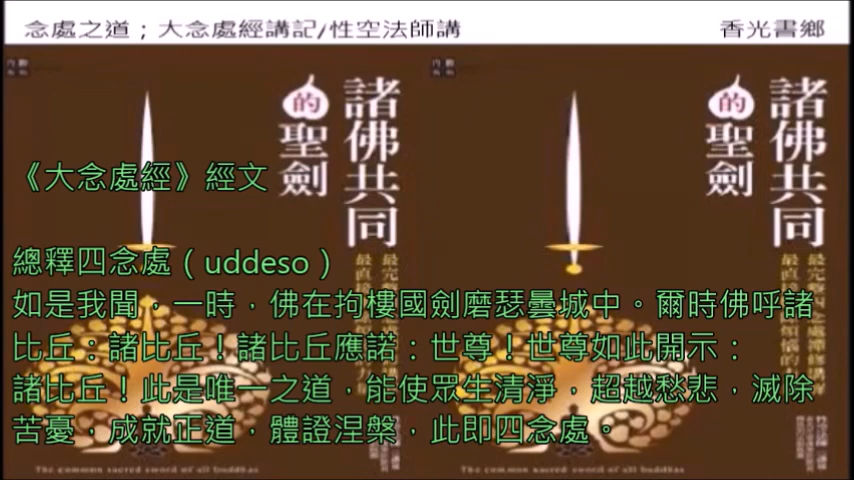 念處之道；大念處經講記/性空法師講
香光書鄉
諸佛共同
的聖劍
諸佛共同
的聖劍
《大念處經》經文
總釋四念處（uddeso）
如是我聞，一時，佛在拘樓國劍磨瑟曇城中。爾時佛呼諸
比丘：諸比丘！諸比丘應諾：世尊！世尊如此開示：
諸比丘！此是唯一之道，能使眾生清淨，超越愁悲，滅除
苦憂，成就正道，體證涅槃，此即四念處。
The common sacred sword of all buddhas
The common sacred sword of all buddhas